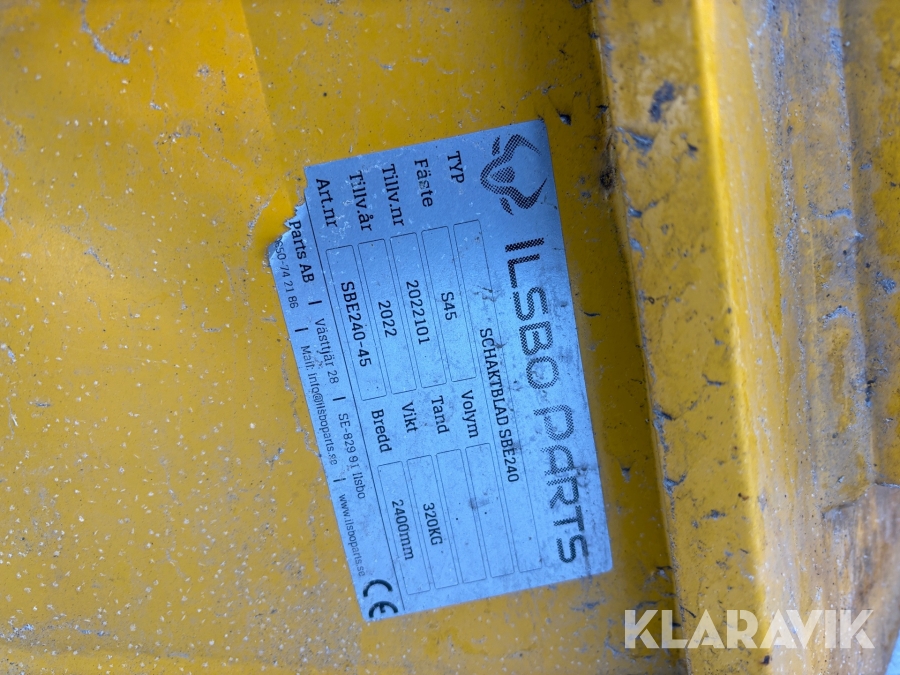 ILSBO PARTS
TYP SCHAKTBLAD SBE240
Fäste S45 Volym
Tillv.nr 2022101 Tand
Tillv.år 2022 Vikt 320KG
Art.nr SBE240-45 Bredd 2400mm
Parts AB | Västtjär 28 | SE-829 91 Ilsbo
650-74 21 86 Mail: info@ilsboparts.se | www.ilsboparts.se
CE
KLARAVIK